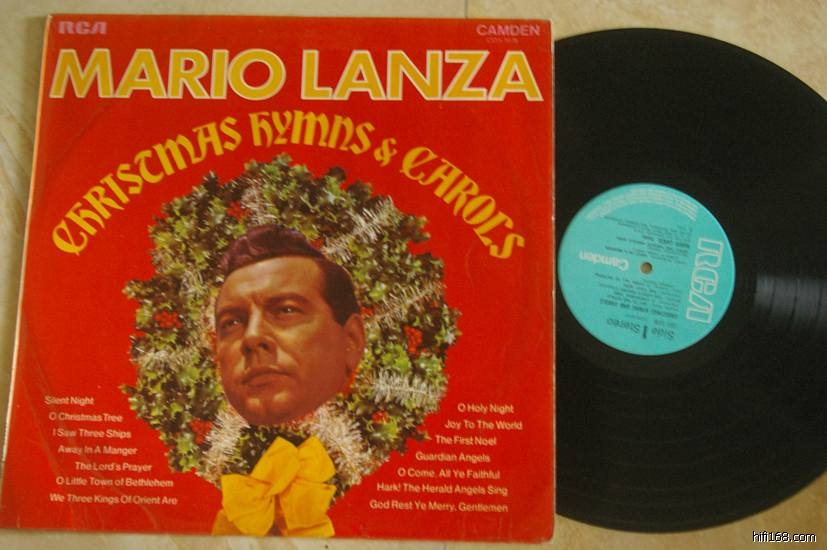 RCA
CAMDEN
MARIO LANZA
CHRISTMAS HYMNS & CAROLS
Silent Night
O Christmas Tree
I Saw Three Ships
Away In A Manger
The Lord's Prayer
O Little Town of Bethlehem
We Three Kings Of Orient Are
O Holy Night
Joy To The World
The First Noel
Guardian Angels
O Come, All Ye Faithful
Hark! The Herald Angels Sing
God Rest Ye Merry, Gentlemen
RCA
Camden
Side 1 Stereo
hifi168.com